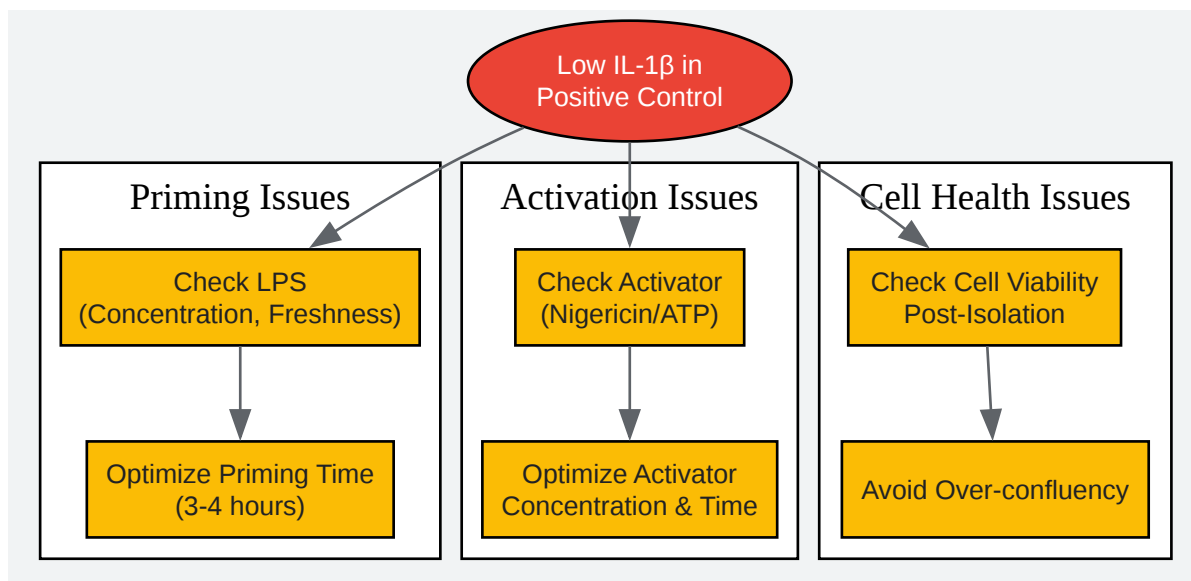 Low IL-1β in
Positive Control
Priming Issues
Check LPS
(Concentration, Freshness)
Optimize Priming Time
(3-4 hours)
Activation Issues
Check Activator
(Nigericin/ATP)
Optimize Activator
Concentration & Time
Cell Health Issues
Check Cell Viability
Post-Isolation
Avoid Over-confluency